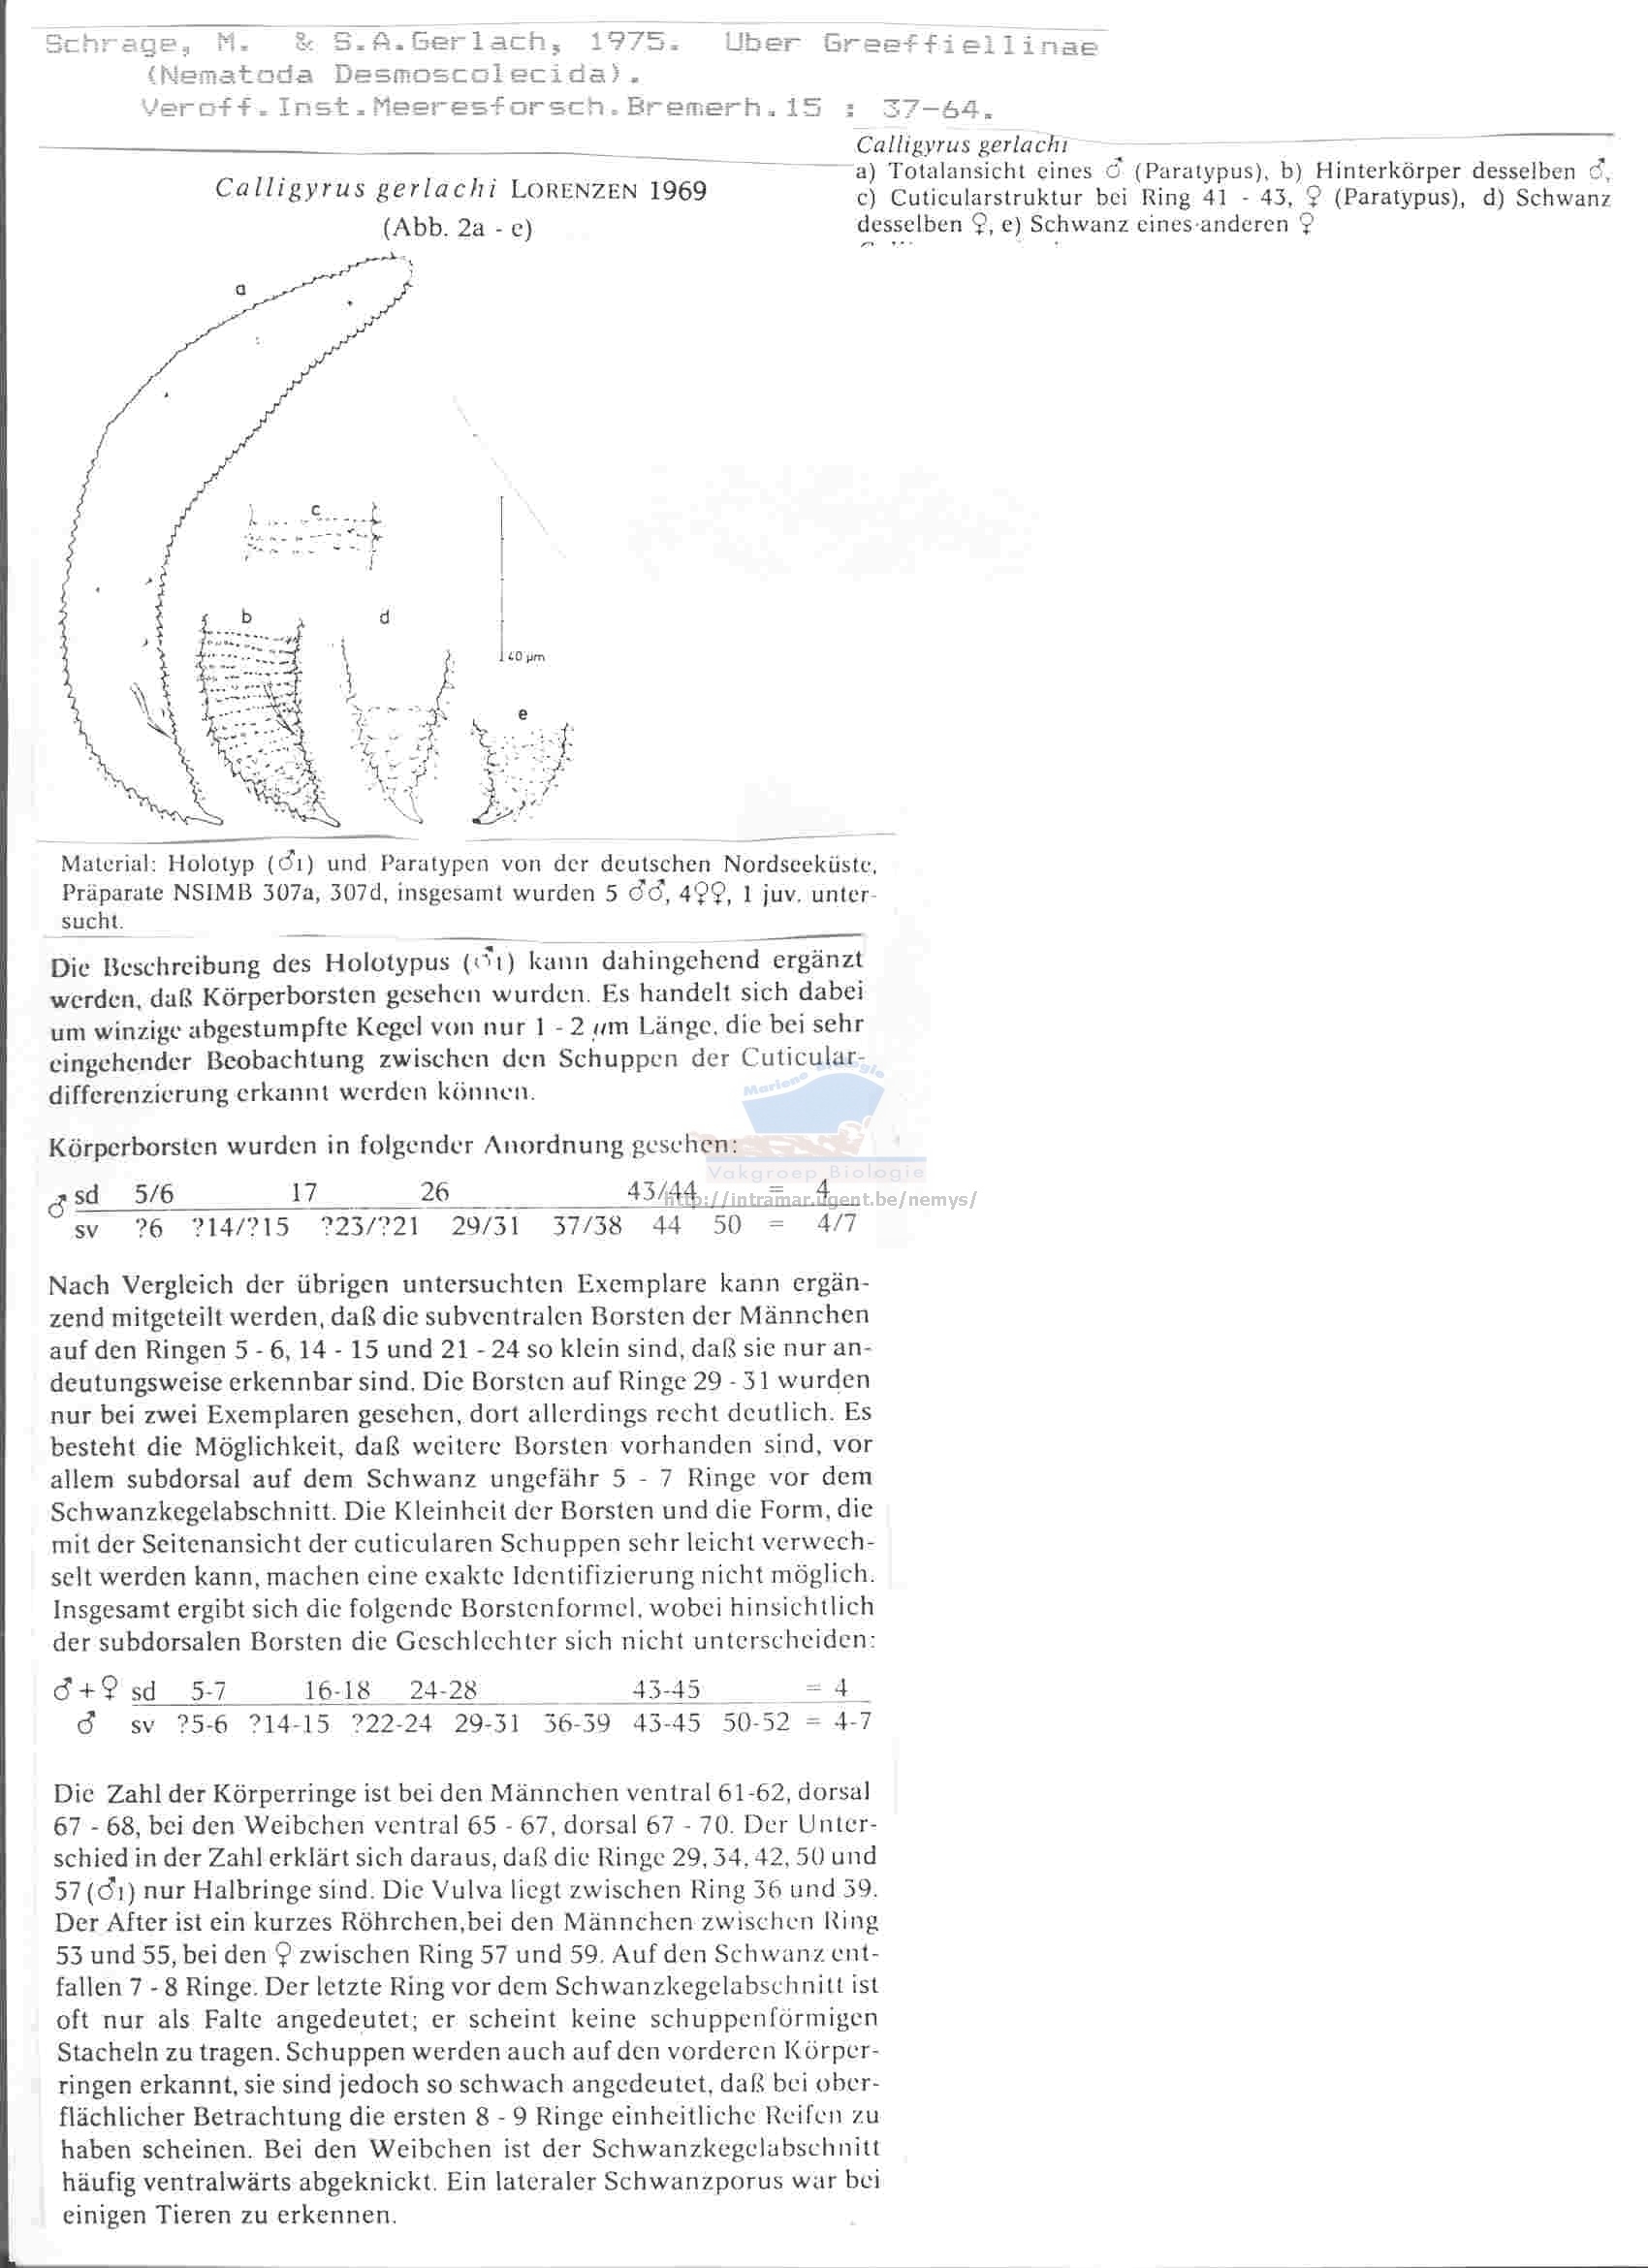 Schrage, M. & S.A.Gerlach, 1975. Uber Greeffiellinae
(Nematoda Desmoscolecida).
Veroff.Inst.Meeresforsch.Bremerh.15 : 37-64.
Calligyrus gerlachi
a) Totalansicht eines ♂ (Paratypus), b) Hinterkörper desselben ♂,
c) Cuticularstruktur bei Ring 41 - 43, ♀ (Paratypus), d) Schwanz
desselben ♀, e) Schwanz eines anderen ♀
Calligyrus gerlachi LORENZEN 1969
(Abb. 2a - e)
a
c
b
d
40 µm
e
Material: Holotyp (♂1) und Paratypen von der deutschen Nordseeküste,
Präparate NSIMB 307a, 307d, insgesamt wurden 5 ♂♂, 4♀♀, 1 juv. unter-
sucht.
Die Beschreibung des Holotypus (♂1) kann dahingehend ergänzt
werden, daß Körperborsten gesehen wurden. Es handelt sich dabei
um winzige abgestumpfte Kegel von nur 1 - 2 µm Länge, die bei sehr
eingehender Beobachtung zwischen den Schuppen der Cuticular-
differenzierung erkannt werden können.
Mariene Biologie
Körperborsten wurden in folgender Anordnung gesehen:
Vakgroep Biologie
♂ sd 5/6 17 26 43/44 = 4
http://intramar.ugent.be/nemys/
sv ?6 ?14/?15 ?23/?21 29/31 37/38 44 50 = 4/7
Nach Vergleich der übrigen untersuchten Exemplare kann ergän-
zend mitgeteilt werden, daß die subventralen Borsten der Männchen
auf den Ringen 5 - 6, 14 - 15 und 21 - 24 so klein sind, daß sie nur an-
deutungsweise erkennbar sind. Die Borsten auf Ringe 29 - 31 wurden
nur bei zwei Exemplaren gesehen, dort allerdings recht deutlich. Es
besteht die Möglichkeit, daß weitere Borsten vorhanden sind, vor
allem subdorsal auf dem Schwanz ungefähr 5 - 7 Ringe vor dem
Schwanzkegelabschnitt. Die Kleinheit der Borsten und die Form, die
mit der Seitenansicht der cuticularen Schuppen sehr leicht verwech-
selt werden kann, machen eine exakte Identifizierung nicht möglich.
Insgesamt ergibt sich die folgende Borstenformel, wobei hinsichtlich
der subdorsalen Borsten die Geschlechter sich nicht unterscheiden:
♂+♀ sd 5-7 16-18 24-28 43-45 = 4
♂ sv ?5-6 ?14-15 ?22-24 29-31 36-39 43-45 50-52 = 4-7
Die Zahl der Körperringe ist bei den Männchen ventral 61-62, dorsal
67 - 68, bei den Weibchen ventral 65 - 67, dorsal 67 - 70. Der Unter-
schied in der Zahl erklärt sich daraus, daß die Ringe 29, 34, 42, 50 und
57 (♂1) nur Halbringe sind. Die Vulva liegt zwischen Ring 36 und 39.
Der After ist ein kurzes Röhrchen, bei den Männchen zwischen Ring
53 und 55, bei den ♀ zwischen Ring 57 und 59. Auf den Schwanz ent-
fallen 7 - 8 Ringe. Der letzte Ring vor dem Schwanzkegelabschnitt ist
oft nur als Falte angedeutet; er scheint keine schuppenförmigen
Stacheln zu tragen. Schuppen werden auch auf den vorderen Körper-
ringen erkannt, sie sind jedoch so schwach angedeutet, daß bei ober-
flächlicher Betrachtung die ersten 8 - 9 Ringe einheitliche Reifen zu
haben scheinen. Bei den Weibchen ist der Schwanzkegelabschnitt
häufig ventralwärts abgeknickt. Ein lateraler Schwanzporus war bei
einigen Tieren zu erkennen.